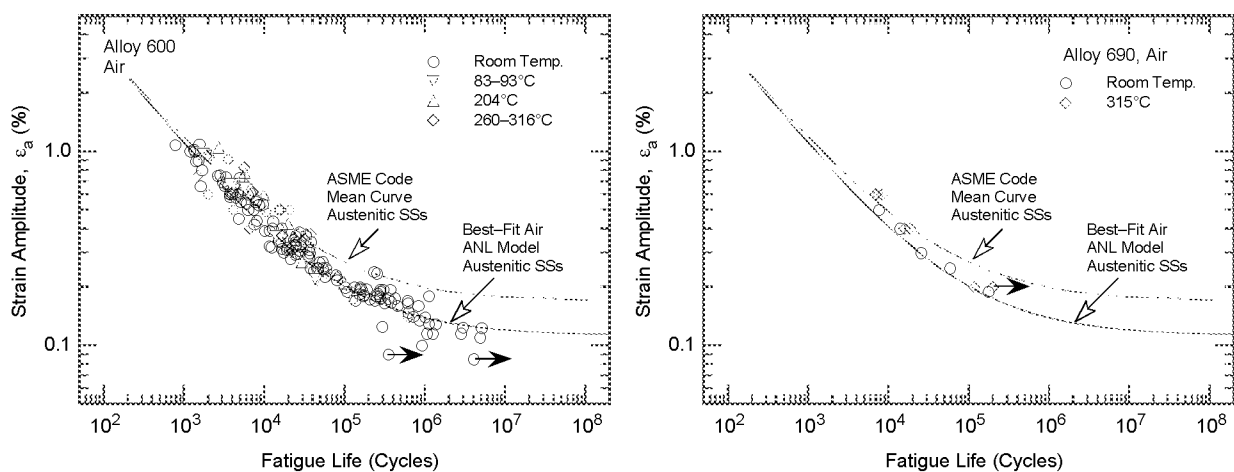 Alloy 600
Air
Room Temp.
83–93°C
204°C
260–316°C
ASME Code
Mean Curve
Austenitic SSs
Best–Fit Air
ANL Model
Austenitic SSs
1.0
0.1
Strain Amplitude, εa (%)
10² 10³ 10⁴ 10⁵ 10⁶ 10⁷ 10⁸
Fatigue Life (Cycles)
Alloy 690, Air
Room Temp.
315°C
ASME Code
Mean Curve
Austenitic SSs
Best–Fit Air
ANL Model
Austenitic SSs
1.0
0.1
Strain Amplitude, εa (%)
10² 10³ 10⁴ 10⁵ 10⁶ 10⁷ 10⁸
Fatigue Life (Cycles)